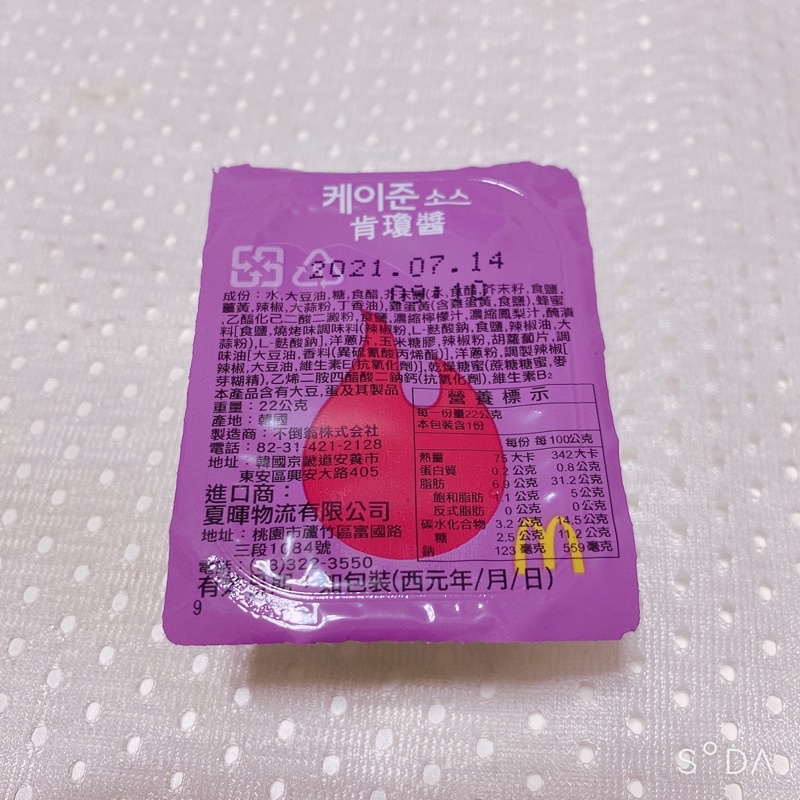 케이준 소스
肯瓊醬
2021.07.14
成份：水,大豆油,糖,食醋,芥末醬(水,食醋,芥末籽,食鹽,
薑黃,辣椒,大蒜粉,丁香油),雞蛋黃(含雞蛋黃,食鹽),蜂蜜
,乙醯化己二酸二澱粉,食鹽,濃縮檸檬汁,濃縮鳳梨汁,醃漬
料[食鹽,燒烤味調味料(辣椒粉,L-麩酸鈉,食鹽,辣椒油,大
蒜粉),L-麩酸鈉],洋蔥片,玉米糖膠,辣椒粉,胡蘿蔔片,調
味油[大豆油,香料(異硫氰酸丙烯酯)],洋蔥粉,調製辣椒[
辣椒,大豆油,維生素E(抗氧化劑)],乾燥糖蜜(蔗糖糖蜜,麥
芽糊精),乙烯二胺四醋酸二鈉鈣(抗氧化劑),維生素B₂
本產品含有大豆,蛋及其製品
重量：22公克
產地：韓國
製造商：不倒翁株式会社
電話：82-31-421-2128
地址：韓國京畿道安養市
東安區興安大路405
進口商：
夏暉物流有限公司
地址：桃園市蘆竹區富國路
三段1084號
電話：(03)322-3550
營養標示
每一份量22公克
本包裝含1份
每份 每100公克
熱量 75 大卡 342大卡
蛋白質 0.2 公克 0.8公克
脂肪 6.9 公克 31.2公克
飽和脂肪 1.1 公克 5公克
反式脂肪 0 公克 0公克
碳水化合物 3.2 公克 14.5公克
糖 2.5 公克 11.2公克
鈉 123 毫克 559毫克
包裝(西元年/月/日)
9
SODA